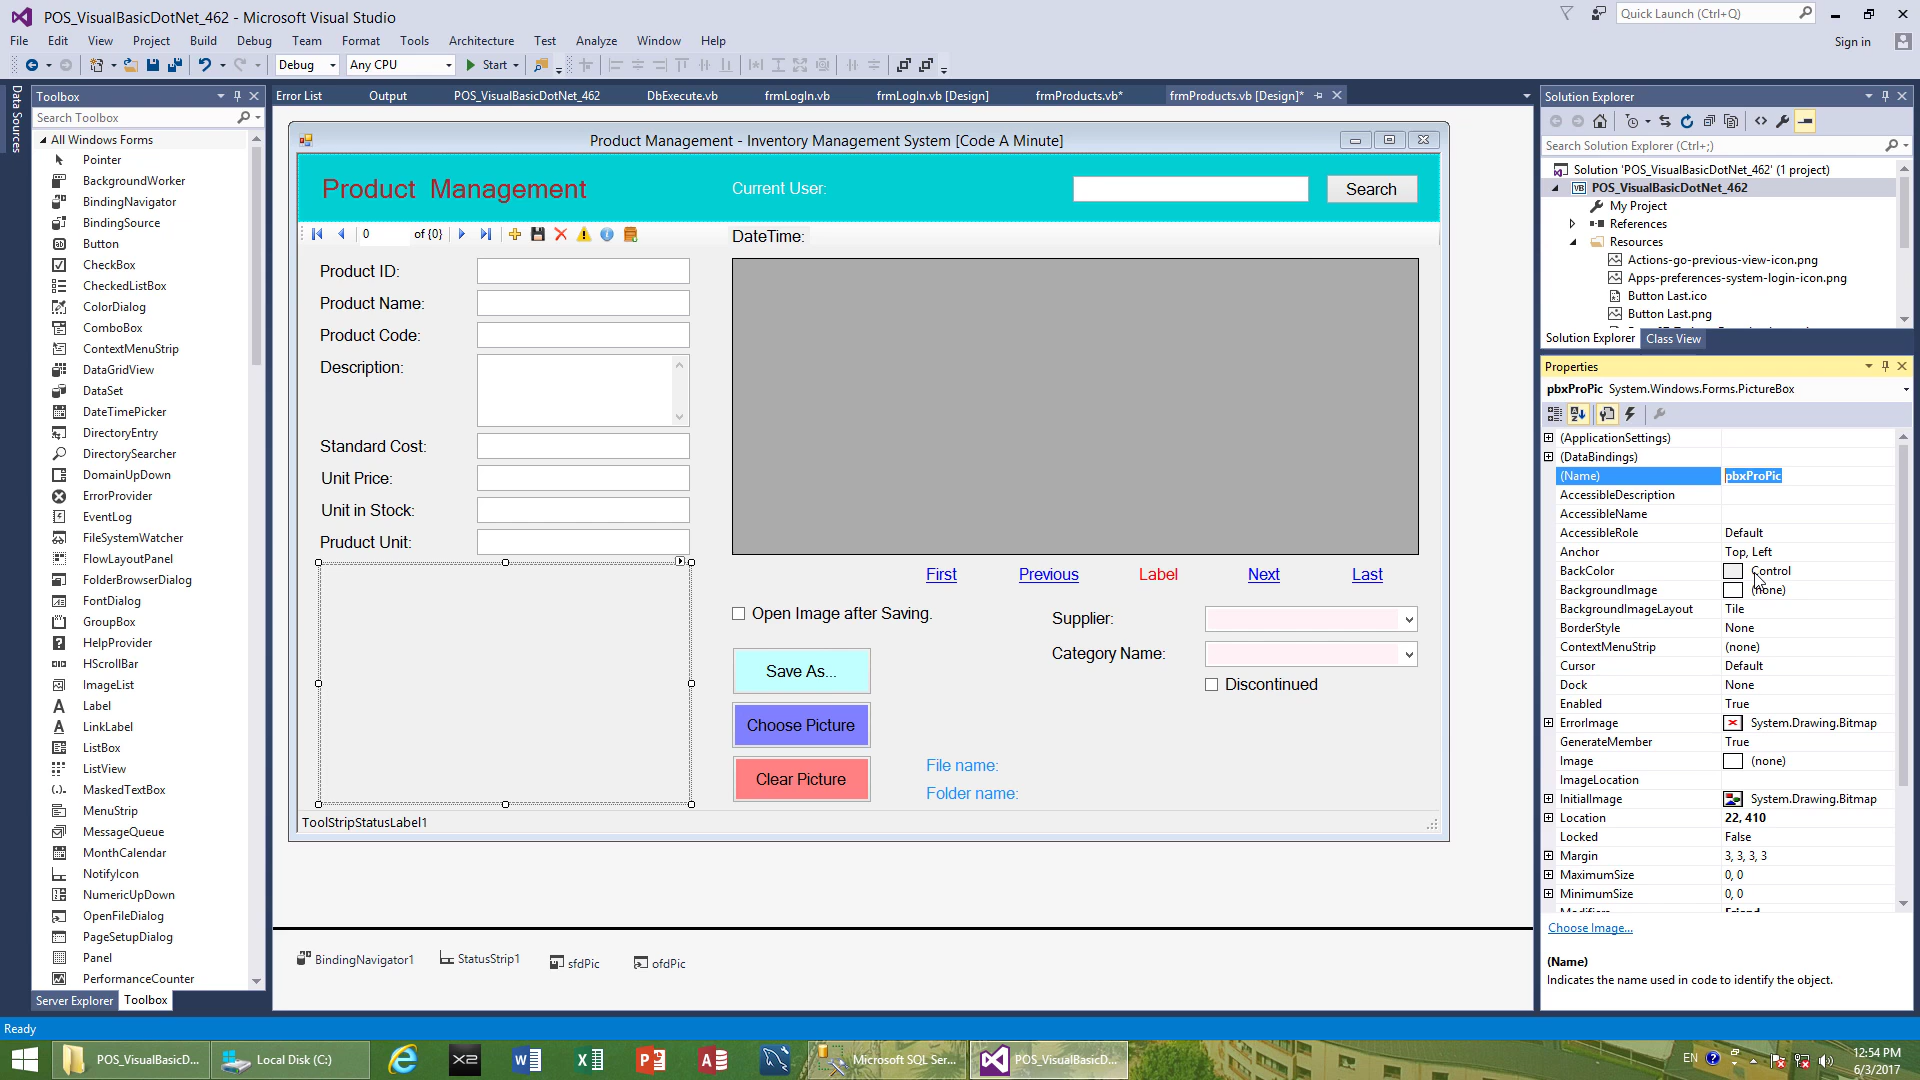 POS_VisualBasicDotNet_462 - Microsoft Visual Studio
Quick Launch (Ctrl+Q)
File Edit View Project Build Debug Team Format Tools Architecture Test Analyze Window Help
Sign in
Debug Any CPU Start
Data Sources
Toolbox
Search Toolbox
All Windows Forms
Pointer
BackgroundWorker
BindingNavigator
BindingSource
Button
CheckBox
CheckedListBox
ColorDialog
ComboBox
ContextMenuStrip
DataGridView
DataSet
DateTimePicker
DirectoryEntry
DirectorySearcher
DomainUpDown
ErrorProvider
EventLog
FileSystemWatcher
FlowLayoutPanel
FolderBrowserDialog
FontDialog
GroupBox
HelpProvider
HScrollBar
ImageList
Label
LinkLabel
ListBox
ListView
MaskedTextBox
MenuStrip
MessageQueue
MonthCalendar
NotifyIcon
NumericUpDown
OpenFileDialog
PageSetupDialog
Panel
PerformanceCounter
Server Explorer Toolbox
Error List Output POS_VisualBasicDotNet_462 DbExecute.vb frmLogIn.vb frmLogIn.vb [Design] frmProducts.vb* frmProducts.vb [Design]*
Product Management - Inventory Management System [Code A Minute]
Product Management Current User: Search
0 of {0} DateTime:
Product ID:
Product Name:
Product Code:
Description:
Standard Cost:
Unit Price:
Unit in Stock:
Pruduct Unit:
First Previous Label Next Last
Open Image after Saving. Supplier:
Category Name:
Save As... Discontinued
Choose Picture
Clear Picture
File name:
Folder name:
ToolStripStatusLabel1
BindingNavigator1 StatusStrip1 sfdPic ofdPic
Solution Explorer
Search Solution Explorer (Ctrl+;)
Solution 'POS_VisualBasicDotNet_462' (1 project)
VB POS_VisualBasicDotNet_462
My Project
References
Resources
Actions-go-previous-view-icon.png
Apps-preferences-system-login-icon.png
Button Last.ico
Button Last.png
Solution Explorer Class View
Properties
pbxProPic System.Windows.Forms.PictureBox
(ApplicationSettings)
(DataBindings)
(Name) pbxProPic
AccessibleDescription
AccessibleName
AccessibleRole Default
Anchor Top, Left
BackColor Control
BackgroundImage (none)
BackgroundImageLayout Tile
BorderStyle None
ContextMenuStrip (none)
Cursor Default
Dock None
Enabled True
ErrorImage System.Drawing.Bitmap
GenerateMember True
Image (none)
ImageLocation
InitialImage System.Drawing.Bitmap
Location 22, 410
Locked False
Margin 3, 3, 3, 3
MaximumSize 0, 0
MinimumSize 0, 0
Modifiers Friend
Choose Image...
(Name)
Indicates the name used in code to identify the object.
Ready
POS_VisualBasicD... Local Disk (C:) X2 Microsoft SQL Ser... POS_VisualBasicD...
EN
12:54 PM
6/3/2017